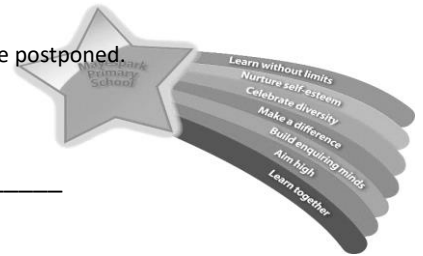 e postponed.
Mayespark
Primary
School
Learn without limits
Nurture self-esteem
Celebrate diversity
Make a difference
Build enquiring minds
Aim high
Learn together